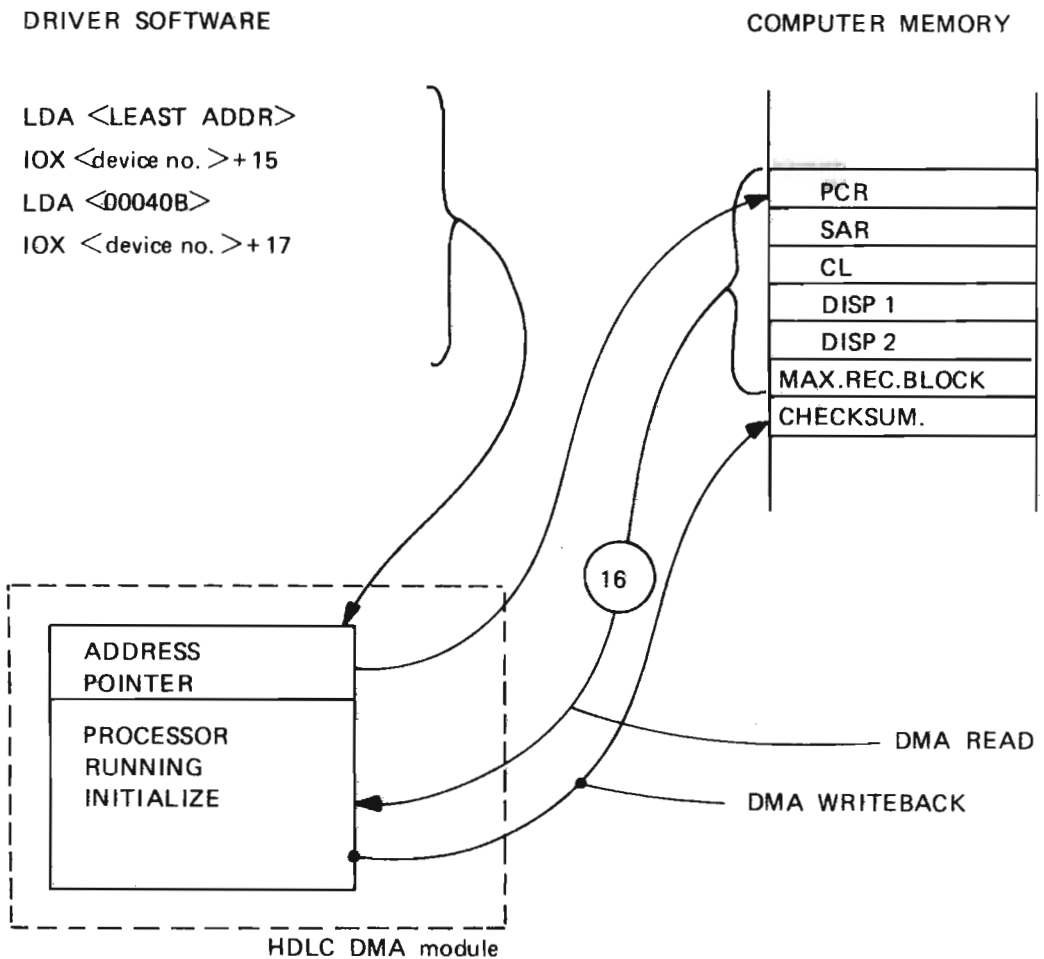 DRIVER SOFTWARE
COMPUTER MEMORY
LDA <LEAST ADDR>
IOX <device no. >+15
LDA <00040B>
IOX <device no. >+17
PCR
SAR
CL
DISP 1
DISP 2
MAX.REC.BLOCK
CHECKSUM.
16
ADDRESS
POINTER
PROCESSOR
RUNNING
INITIALIZE
DMA READ
DMA WRITEBACK
HDLC DMA module